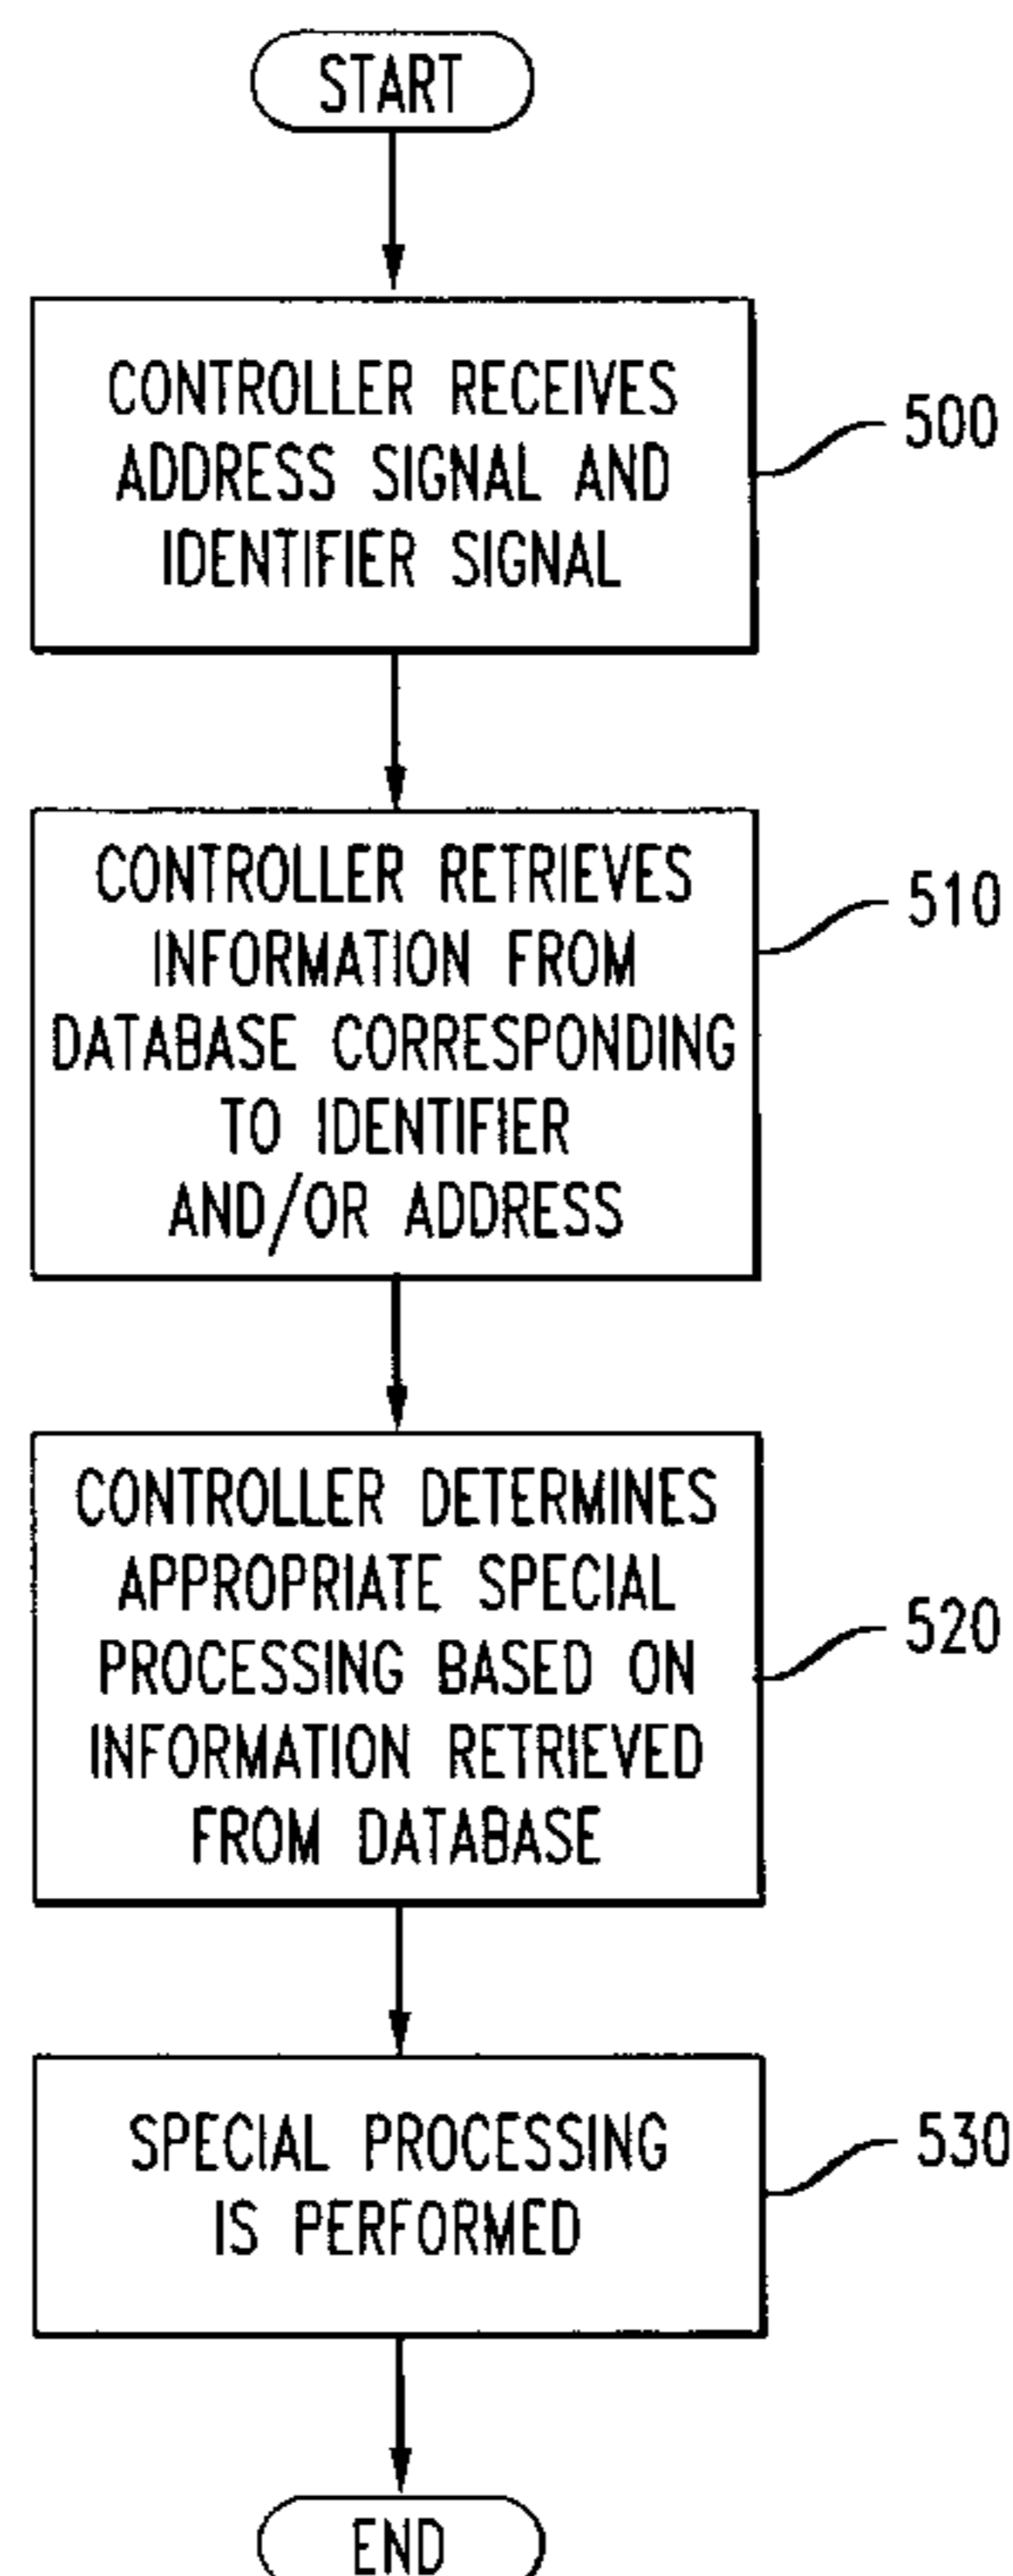 START
CONTROLLER RECEIVES
ADDRESS SIGNAL AND
IDENTIFIER SIGNAL
500
CONTROLLER RETRIEVES
INFORMATION FROM
DATABASE CORRESPONDING
TO IDENTIFIER
AND/OR ADDRESS
510
CONTROLLER DETERMINES
APPROPRIATE SPECIAL
PROCESSING BASED ON
INFORMATION RETRIEVED
FROM DATABASE
520
SPECIAL PROCESSING
IS PERFORMED
530
END